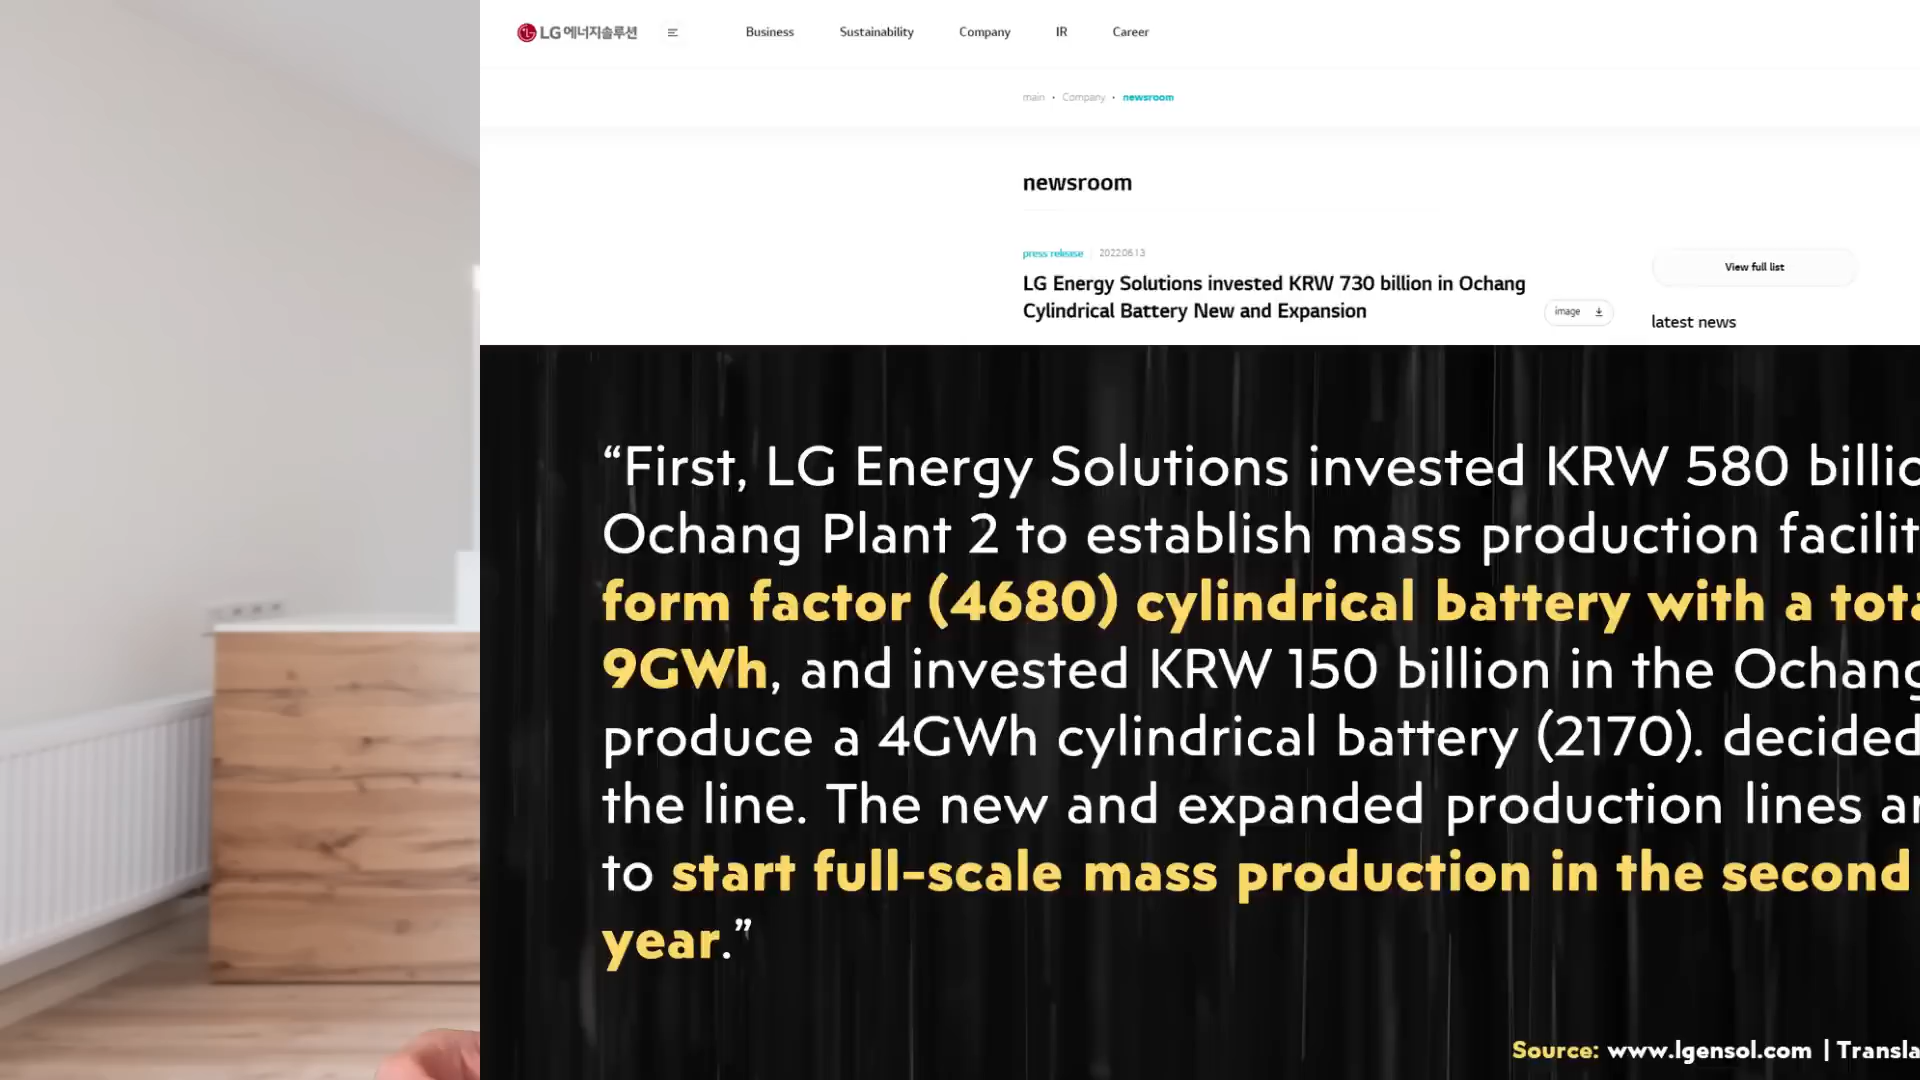 LG 에너지솔루션
Business Sustainability Company IR Career
main • Company • newsroom
newsroom
press release 2022.06.13
LG Energy Solutions invested KRW 730 billion in Ochang
Cylindrical Battery New and Expansion
image
View full list
latest news
“First, LG Energy Solutions invested KRW 580
Ochang Plant 2 to establish mass production
form factor (4680) cylindrical battery with a
9GWh, and invested KRW 150 billion in the Ochang
produce a 4GWh cylindrical battery (2170). decided
the line. The new and expanded production lines
to start full-scale mass production in the second
year.”
Source: www.lgensol.com |